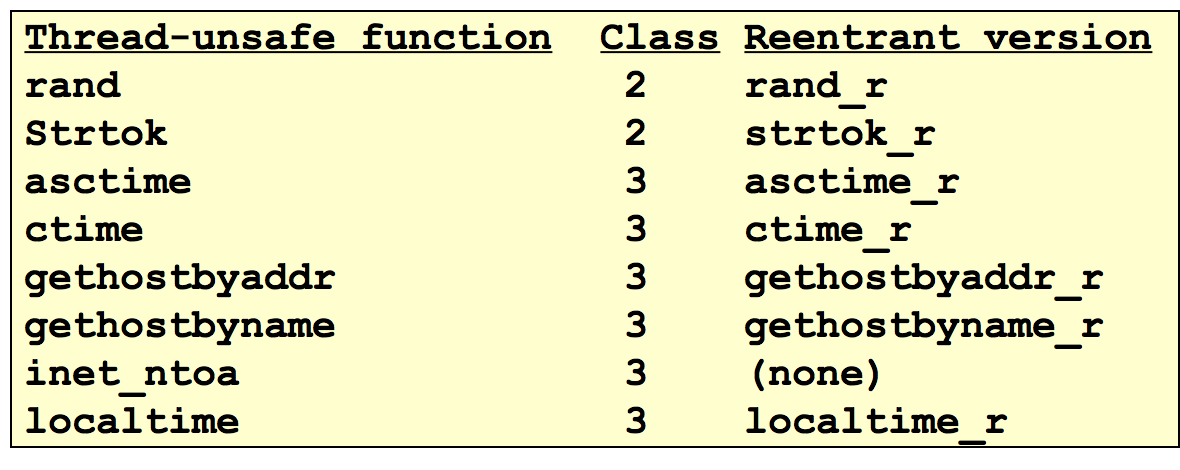 Thread-unsafe function Class Reentrant version
rand 2 rand_r
Strtok 2 strtok_r
asctime 3 asctime_r
ctime 3 ctime_r
gethostbyaddr 3 gethostbyaddr_r
gethostbyname 3 gethostbyname_r
inet_ntoa 3 (none)
localtime 3 localtime_r